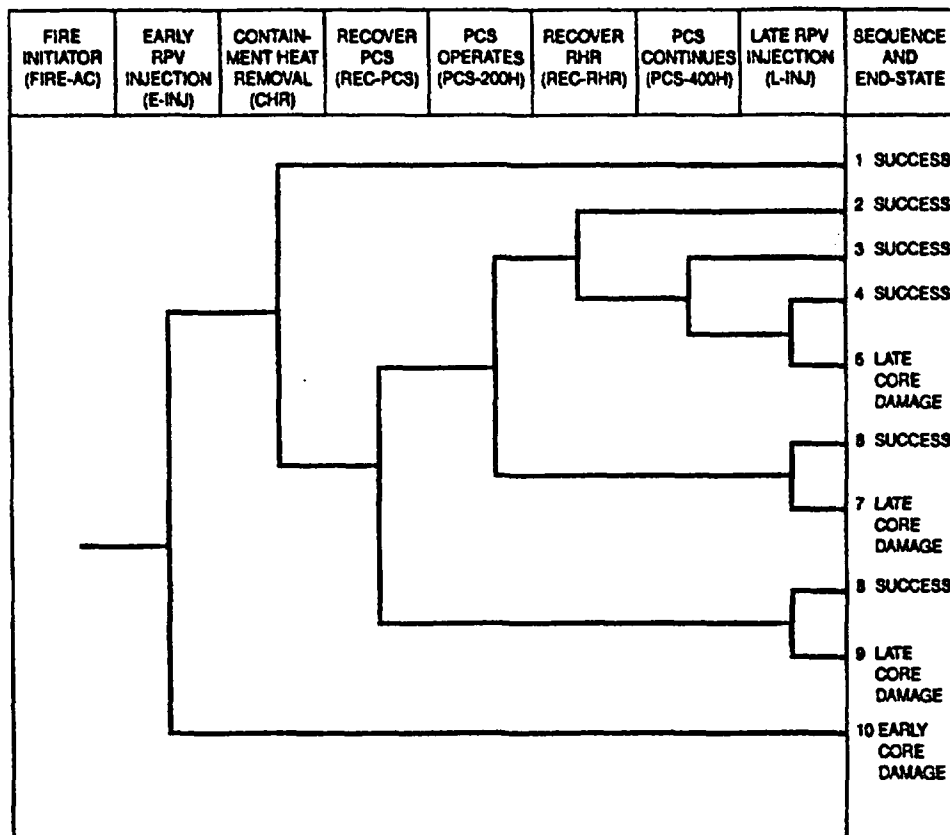 FIRE
INITIATOR
(FIRE-AC)
EARLY
RPV
INJECTION
(E-INJ)
CONTAIN-
MENT HEAT
REMOVAL
(CHR)
RECOVER
PCS
(REC-PCS)
PCS
OPERATES
(PCS-200H)
RECOVER
RHR
(REC-RHR)
PCS
CONTINUES
(PCS-400H)
LATE RPV
INJECTION
(L-INJ)
SEQUENCE
AND
END-STATE
1 SUCCESS
2 SUCCESS
3 SUCCESS
4 SUCCESS
5 LATE
CORE
DAMAGE
6 SUCCESS
7 LATE
CORE
DAMAGE
8 SUCCESS
9 LATE
CORE
DAMAGE
10 EARLY
CORE
DAMAGE